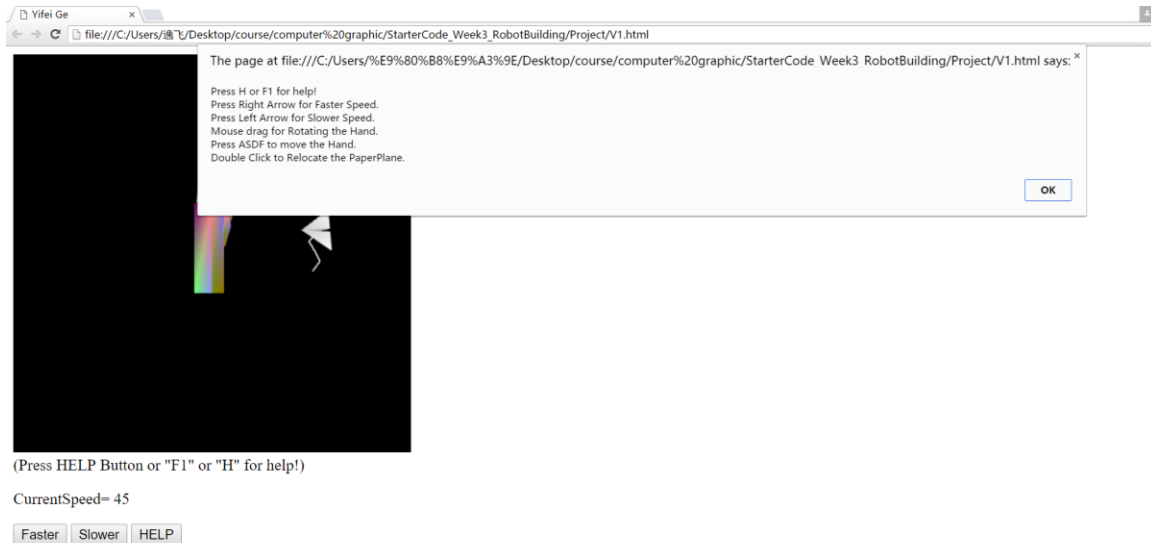 Yifei Ge
file:///C:/Users/逸飞/Desktop/course/computer%20graphic/StarterCode_Week3_RobotBuilding/Project/V1.html
The page at file:///C:/Users/%E9%80%B8%E9%A3%9E/Desktop/course/computer%20graphic/StarterCode_Week3_RobotBuilding/Project/V1.html says:
Press H or F1 for help!
Press Right Arrow for Faster Speed.
Press Left Arrow for Slower Speed.
Mouse drag for Rotating the Hand.
Press ASDF to move the Hand.
Double Click to Relocate the PaperPlane.
OK
(Press HELP Button or "F1" or "H" for help!)
CurrentSpeed= 45
Faster Slower HELP